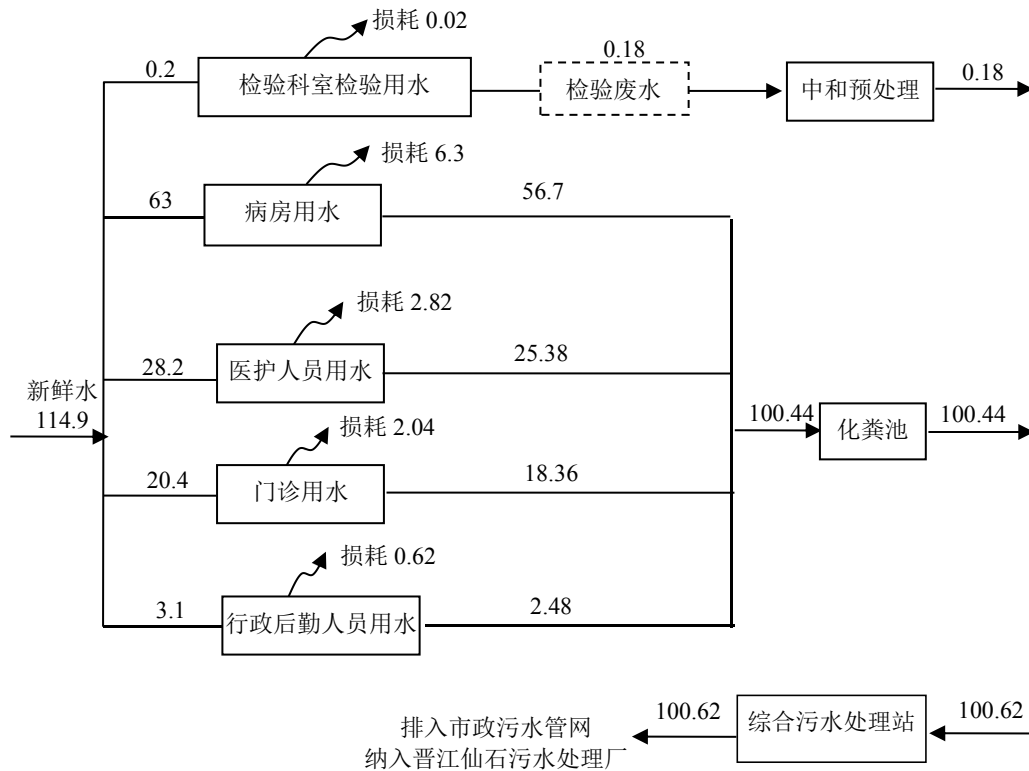 损耗 0.02
0.2
检验科室检验用水
0.18
检验废水
中和预处理
0.18
损耗 6.3
63
病房用水
56.7
损耗 2.82
28.2
医护人员用水
25.38
新鲜水
114.9
损耗 2.04
20.4
门诊用水
18.36
100.44
化粪池
100.44
损耗 0.62
3.1
行政后勤人员用水
2.48
排入市政污水管网
纳入晋江仙石污水处理厂
100.62
综合污水处理站
100.62